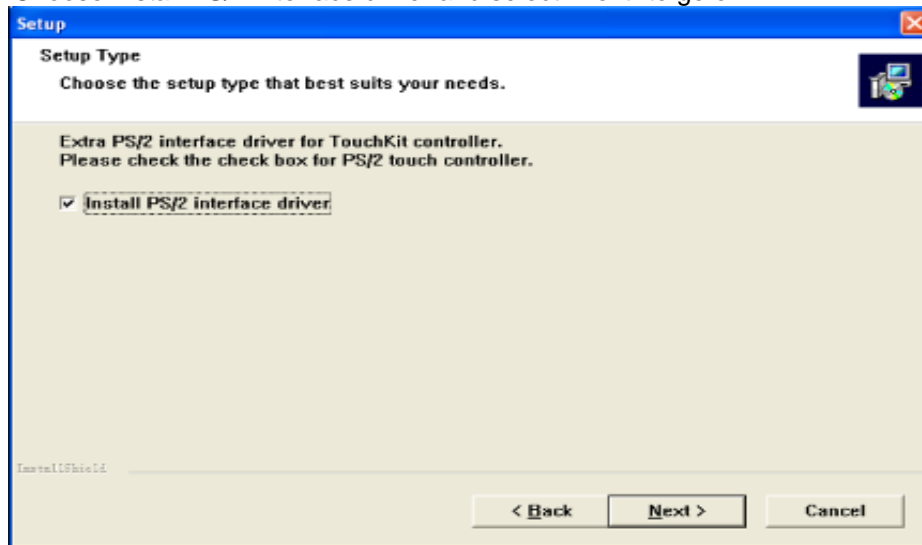 Setup
Setup Type
Choose the setup type that best suits your needs.
Extra PS/2 interface driver for TouchKit controller.
Please check the check box for PS/2 touch controller.
Install PS/2 interface driver
InstallShield
< Back Next > Cancel